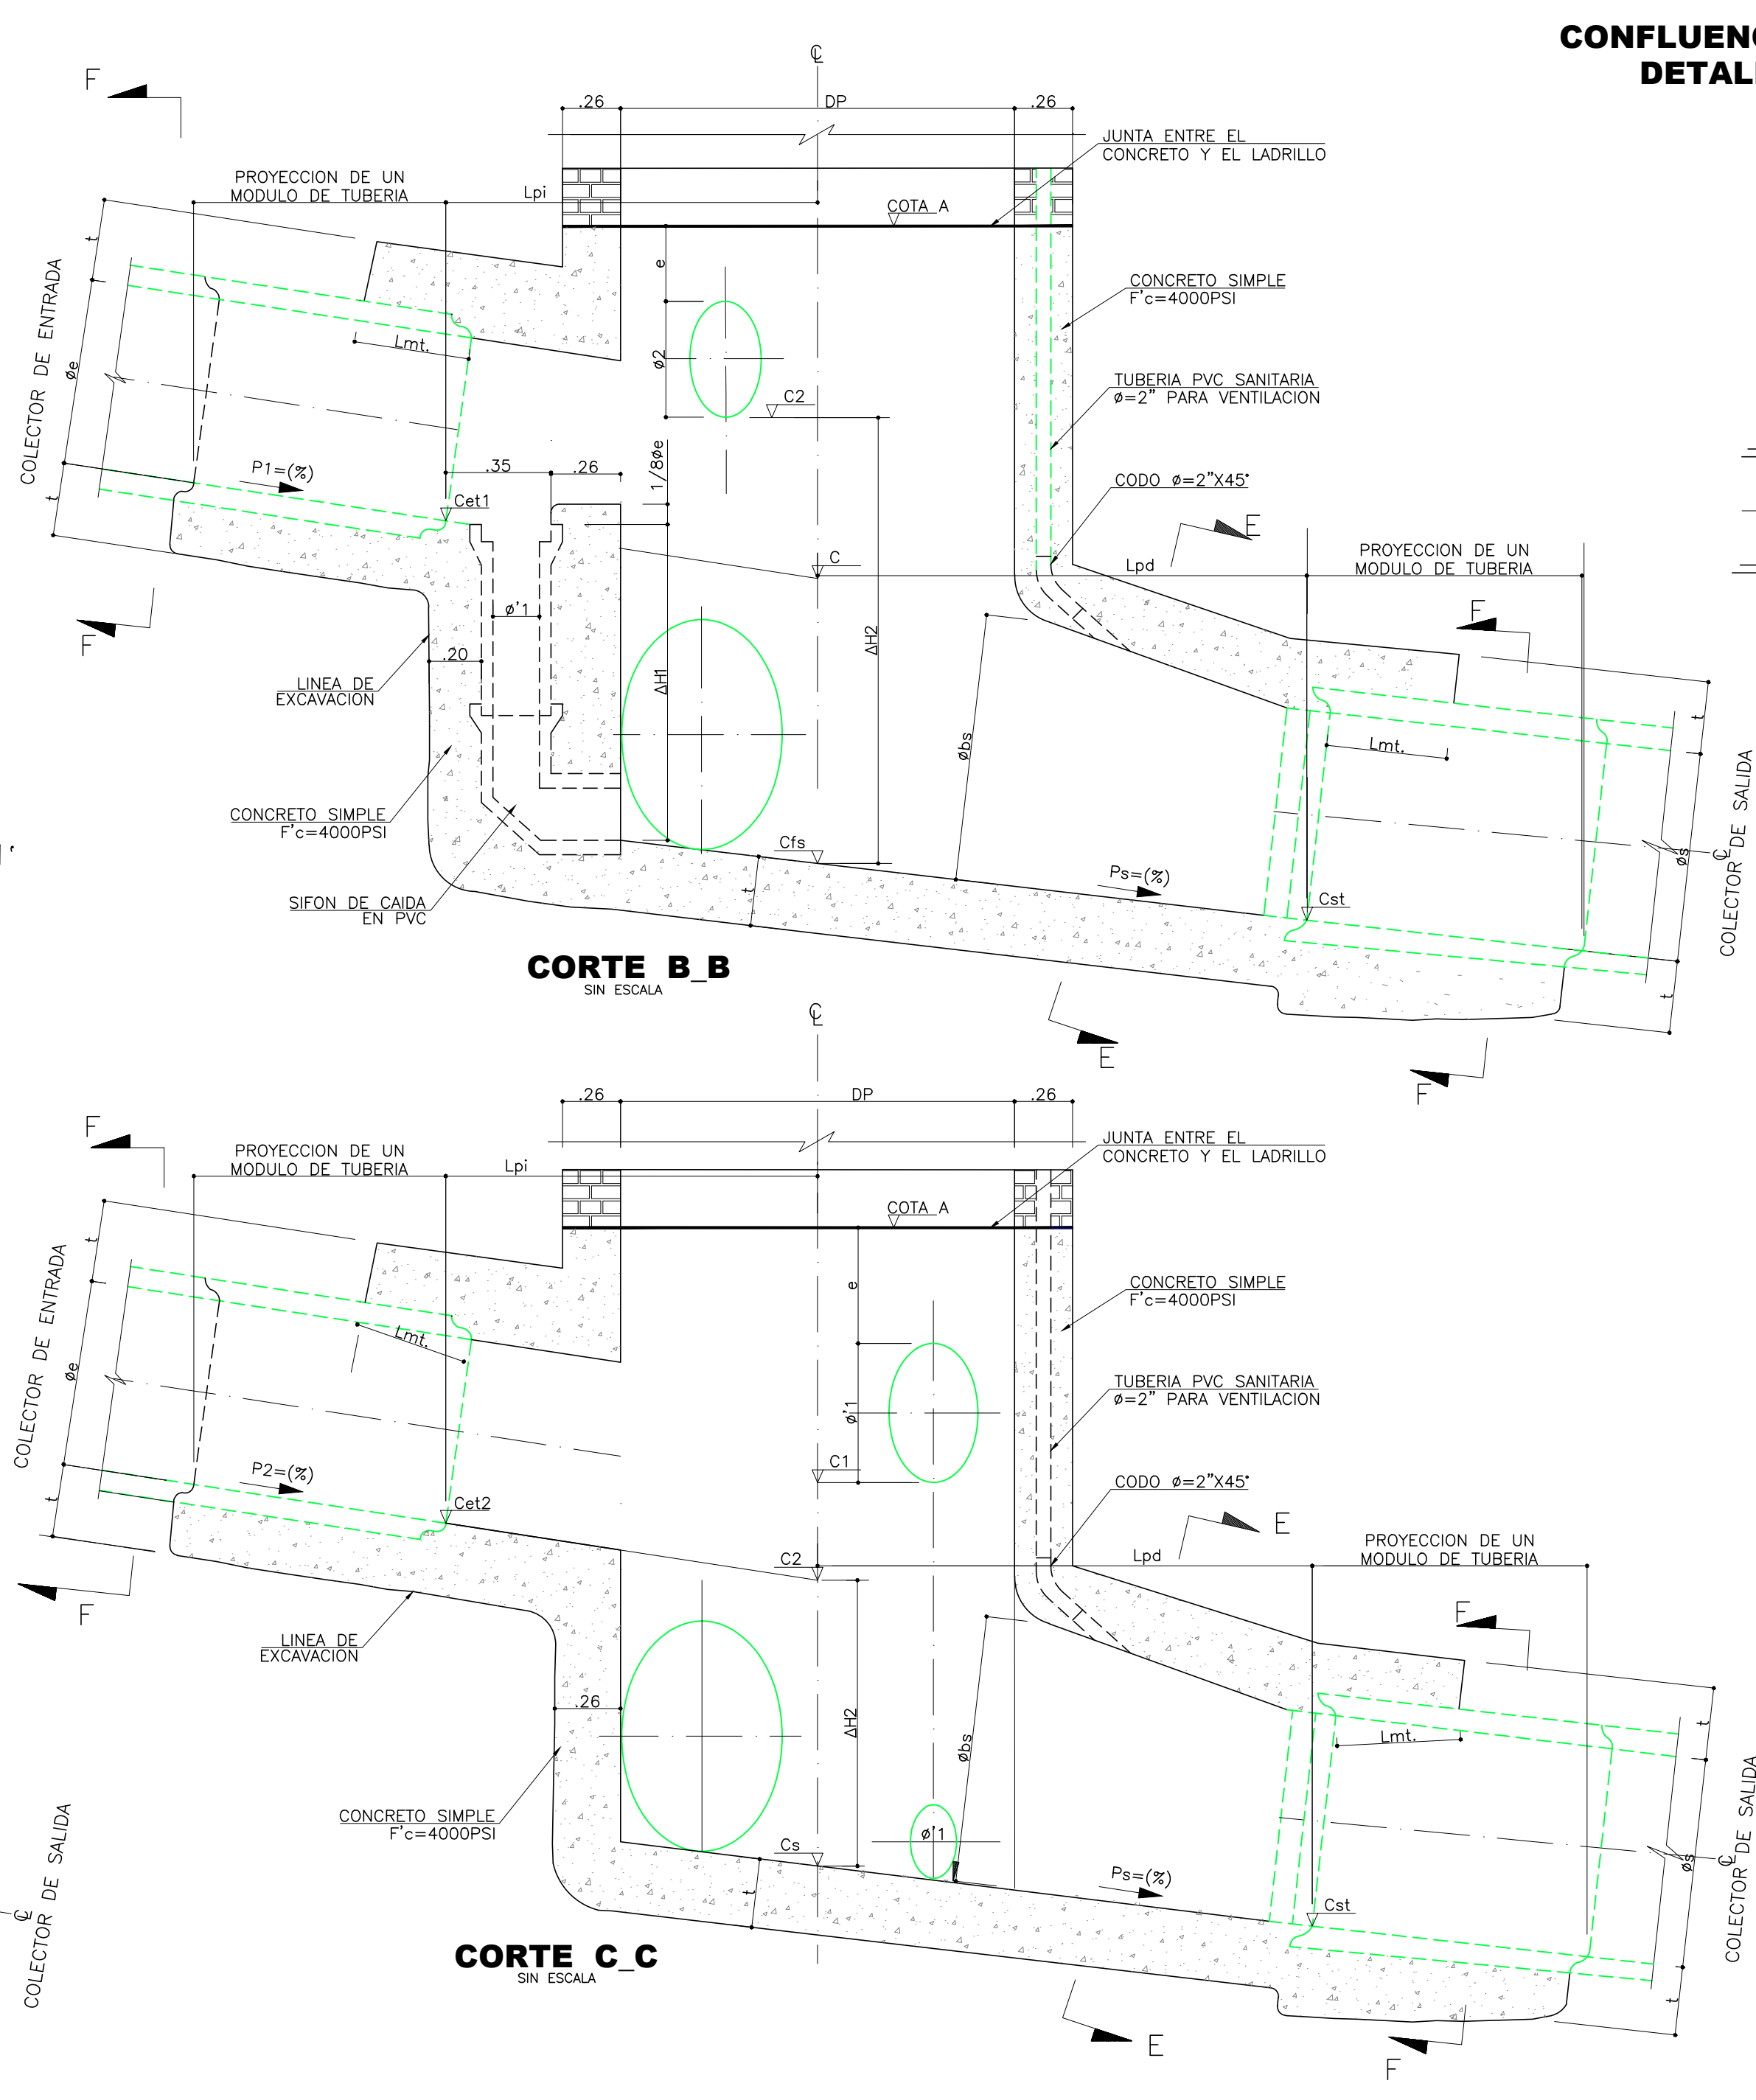 CONFLUENC
DETALL
F
℄
.26
DP
.26
JUNTA ENTRE EL
CONCRETO Y EL LADRILLO
PROYECCION DE UN
MODULO DE TUBERIA
Lpi
COTA A
t
e
CONCRETO SIMPLE
F'c=4000PSI
COLECTOR DE ENTRADA
Lmt.
øe
ø2
TUBERIA PVC SANITARIA
ø=2" PARA VENTILACION
C2
P1=(%)
.35
.26
1/8øe
CODO ø=2"X45°
t
Cet1
E
C
Lpd
PROYECCION DE UN
MODULO DE TUBERIA
F
ø'1
F
ΔH2
.20
LINEA DE
EXCAVACION
ΔH1
t
øbs
Lmt.
CONCRETO SIMPLE
F'c=4000PSI
Cfs
Ps=(%)
øs
℄
COLECTOR DE SALIDA
t
Cst
SIFON DE CAIDA
EN PVC
CORTE B_B
SIN ESCALA
t
E
F
℄
.26
DP
.26
F
JUNTA ENTRE EL
CONCRETO Y EL LADRILLO
PROYECCION DE UN
MODULO DE TUBERIA
Lpi
COTA A
t
e
CONCRETO SIMPLE
F'c=4000PSI
COLECTOR DE ENTRADA
Lmt.
øe
ø'1
TUBERIA PVC SANITARIA
ø=2" PARA VENTILACION
P2=(%)
C1
CODO ø=2"X45°
t
Cet2
E
C2
Lpd
PROYECCION DE UN
MODULO DE TUBERIA
F
F
LINEA DE
EXCAVACION
.26
ΔH2
øbs
Lmt.
t
CONCRETO SIMPLE
F'c=4000PSI
ø'1
Cs
Ps=(%)
øs
℄
COLECTOR DE SALIDA
t
Cst
℄
COLECTOR DE SALIDA
CORTE C_C
SIN ESCALA
t
E
F